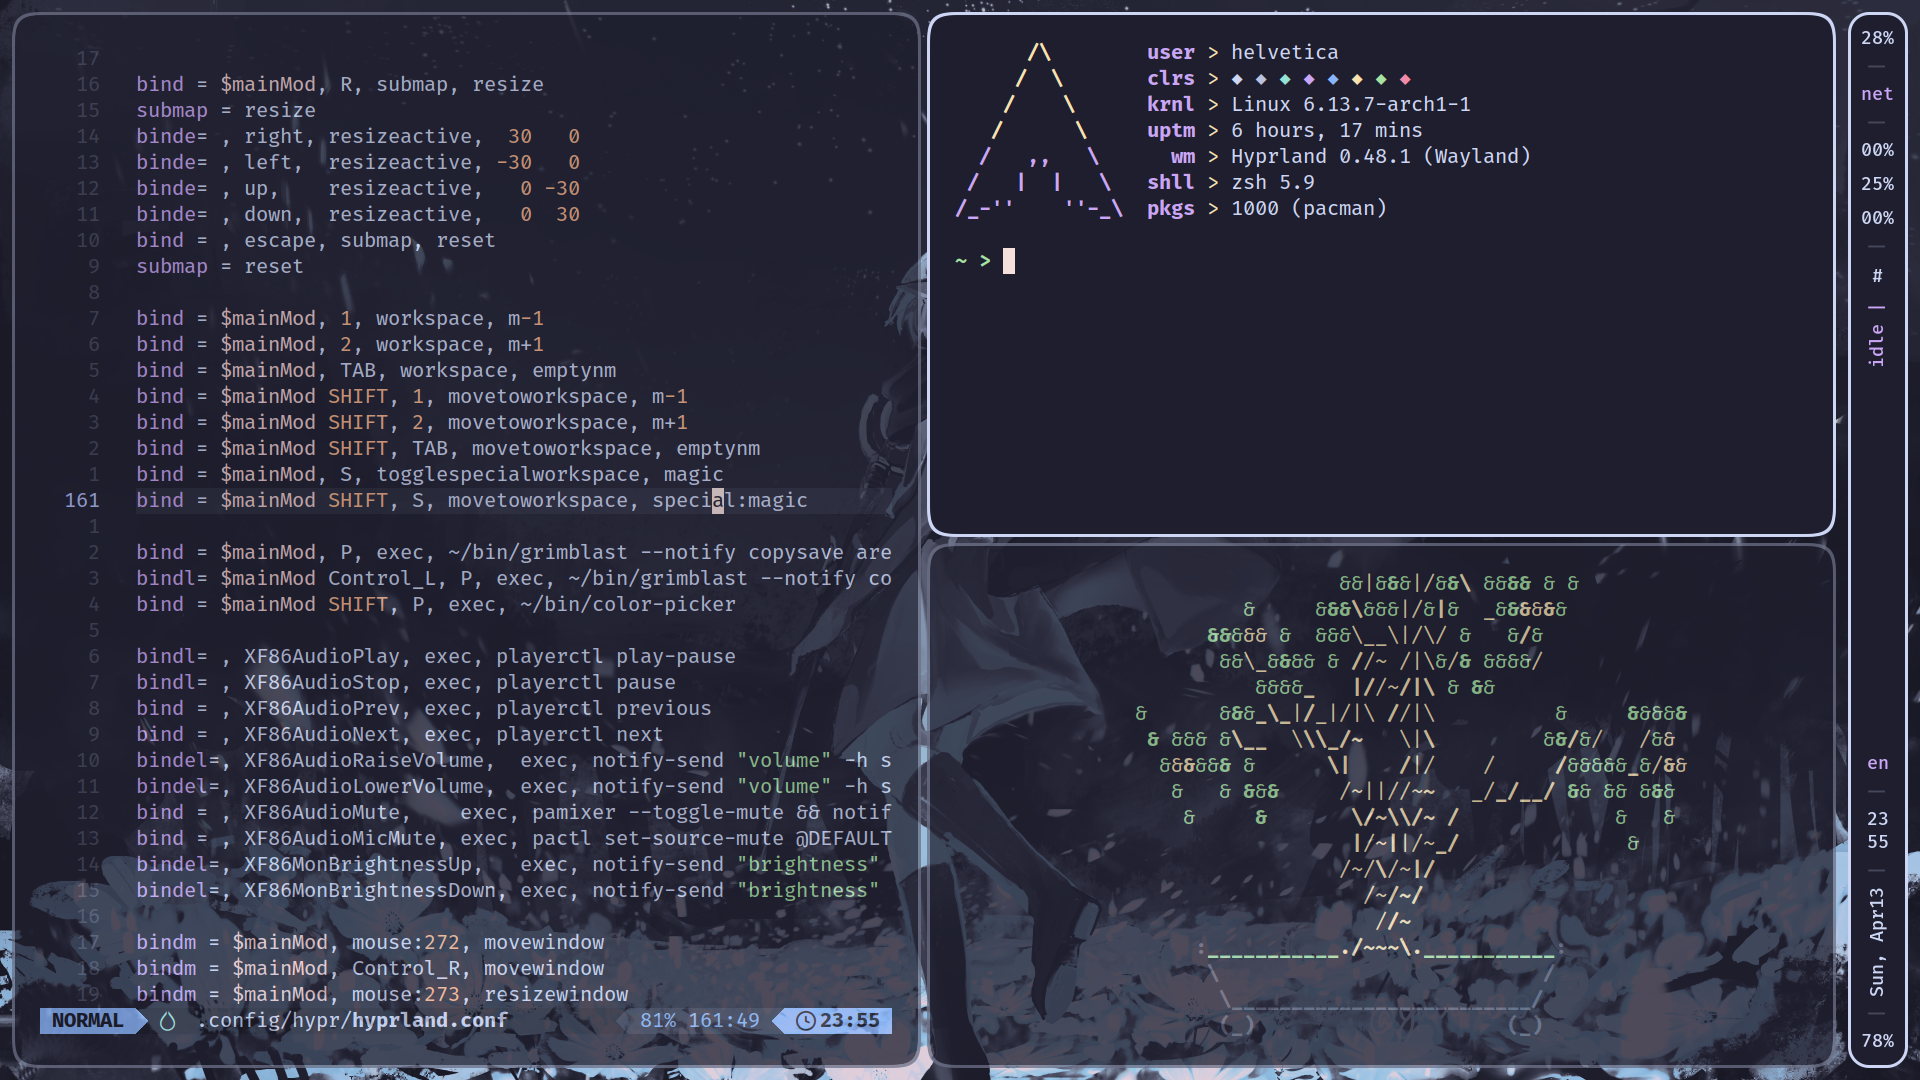 17
16 bind = $mainMod, R, submap, resize
15 submap = resize
14 binde= , right, resizeactive,  30   0
13 binde= , left,  resizeactive, -30   0
12 binde= , up,    resizeactive,   0 -30
11 binde= , down,  resizeactive,   0  30
10 bind = , escape, submap, reset
9 submap = reset
8
7 bind = $mainMod, 1, workspace, m-1
6 bind = $mainMod, 2, workspace, m+1
5 bind = $mainMod, TAB, workspace, emptynm
4 bind = $mainMod SHIFT, 1, movetoworkspace, m-1
3 bind = $mainMod SHIFT, 2, movetoworkspace, m+1
2 bind = $mainMod SHIFT, TAB, movetoworkspace, emptynm
1 bind = $mainMod, S, togglespecialworkspace, magic
161 bind = $mainMod SHIFT, S, movetoworkspace, special:magic
1
2 bind = $mainMod, P, exec, ~/bin/grimblast --notify copysave are
3 bindl= $mainMod Control_L, P, exec, ~/bin/grimblast --notify co
4 bind = $mainMod SHIFT, P, exec, ~/bin/color-picker
5
6 bindl= , XF86AudioPlay, exec, playerctl play-pause
7 bindl= , XF86AudioStop, exec, playerctl pause
8 bind = , XF86AudioPrev, exec, playerctl previous
9 bind = , XF86AudioNext, exec, playerctl next
10 bindel=, XF86AudioRaiseVolume,  exec, notify-send "volume" -h s
11 bindel=, XF86AudioLowerVolume,  exec, notify-send "volume" -h s
12 bind = , XF86AudioMute,    exec, pamixer --toggle-mute && notif
13 bind = , XF86AudioMicMute, exec, pactl set-source-mute @DEFAULT
14 bindel=, XF86MonBrightnessUp,   exec, notify-send "brightness"
15 bindel=, XF86MonBrightnessDown, exec, notify-send "brightness"
16
17 bindm = $mainMod, mouse:272, movewindow
18 bindm = $mainMod, Control_R, movewindow
19 bindm = $mainMod, mouse:273, resizewindow
NORMAL .config/hypr/hyprland.conf 81% 161:49 23:55
user > helvetica
clrs > ◆ ◆ ◆ ◆ ◆ ◆ ◆ ◆
krnl > Linux 6.13.7-arch1-1
uptm > 6 hours, 17 mins
wm > Hyprland 0.48.1 (Wayland)
shll > zsh 5.9
pkgs > 1000 (pacman)
~ >
28%
net
00%
25%
00%
#
idle |
en
23
55
Sun, Apr13
78%